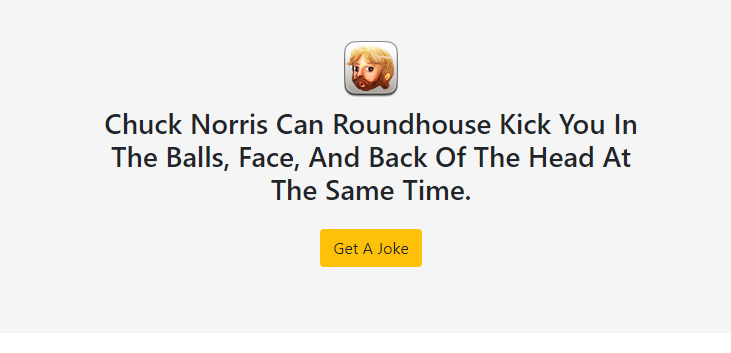 Chuck Norris Can Roundhouse Kick You In
The Balls, Face, And Back Of The Head At
The Same Time.
Get A Joke